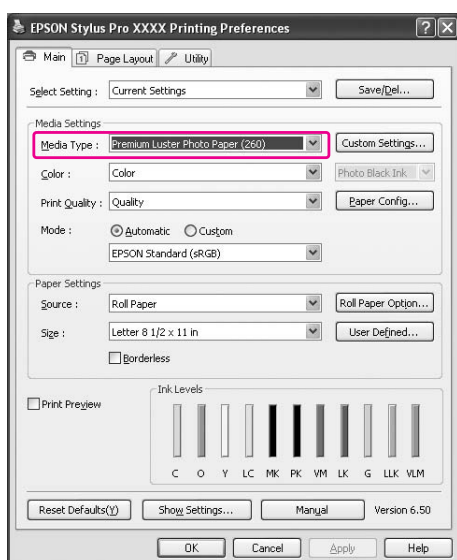 EPSON Stylus Pro XXXX Printing Preferences
Main Page Layout Utility
Select Setting : Current Settings Save/Del...
Media Settings
Media Type : Premium Luster Photo Paper (260) Custom Settings...
Color : Color Photo Black Ink
Print Quality : Quality Paper Config...
Mode : Automatic Custom
EPSON Standard (sRGB)
Paper Settings
Source : Roll Paper Roll Paper Option...
Size : Letter 8 1/2 x 11 in User Defined...
Borderless
Print Preview
Ink Levels
C O Y LC MK PK VM LK G LLK VLM
Reset Defaults(Y) Show Settings... Manual Version 6.50
OK Cancel Apply Help